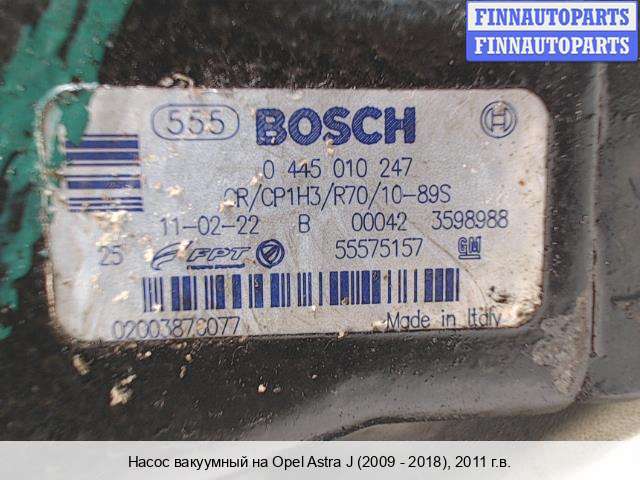 FINNAUTOPARTS
FINNAUTOPARTS
555 BOSCH
0 445 010 247
CR/CP1H3/R70/10-89S
11-02-22 B 00042 3598988
25 FPT 55575157 GM
02003870077 Made in Italy
Насос вакуумный на Opel Astra J (2009 - 2018), 2011 г.в.